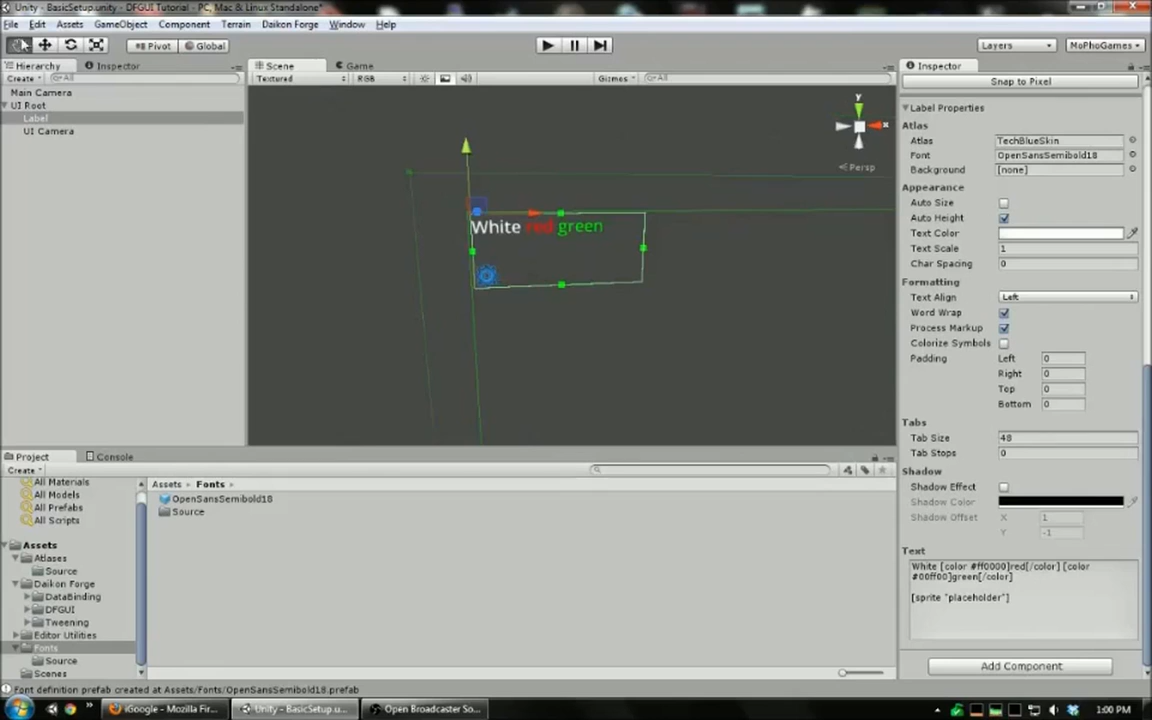 Unity - BasicSetup.unity - DFGUI Tutorial - PC, Mac & Linux Standalone*
File Edit Assets GameObject Component Terrain Daikon Forge Window Help
Pivot Global Layers MoPhoGames
Hierarchy Inspector
Create All
Main Camera
UI Root
Label
UI Camera
Scene Game
Textured RGB Gizmos All
y
x
Persp
White red green
Inspector
Snap to Pixel
Label Properties
Atlas
Atlas TechBlueSkin
Font OpenSansSemibold18
Background [none]
Appearance
Auto Size
Auto Height
Text Color
Text Scale 1
Char Spacing 0
Formatting
Text Align Left
Word Wrap
Process Markup
Colorize Symbols
Padding Left 0
Right 0
Top 0
Bottom 0
Tabs
Tab Size 48
Tab Stops 0
Shadow
Shadow Effect
Shadow Color
Shadow Offset X 1
Y -1
Text
White [color #ff0000]red[/color] [color
#00ff00]green[/color]
[sprite "placeholder"]
Add Component
Project Console
Create
All Materials
All Models
All Prefabs
All Scripts
Assets
Atlases
Source
Daikon Forge
DataBinding
DFGUI
Tweening
Editor Utilities
Fonts
Source
Scenes
Assets Fonts
OpenSansSemibold18
Source
Font definition prefab created at Assets/Fonts/OpenSansSemibold18.prefab
iGoogle - Mozilla Fir... Unity - BasicSetup.u... Open Broadcaster So... 1:00 PM